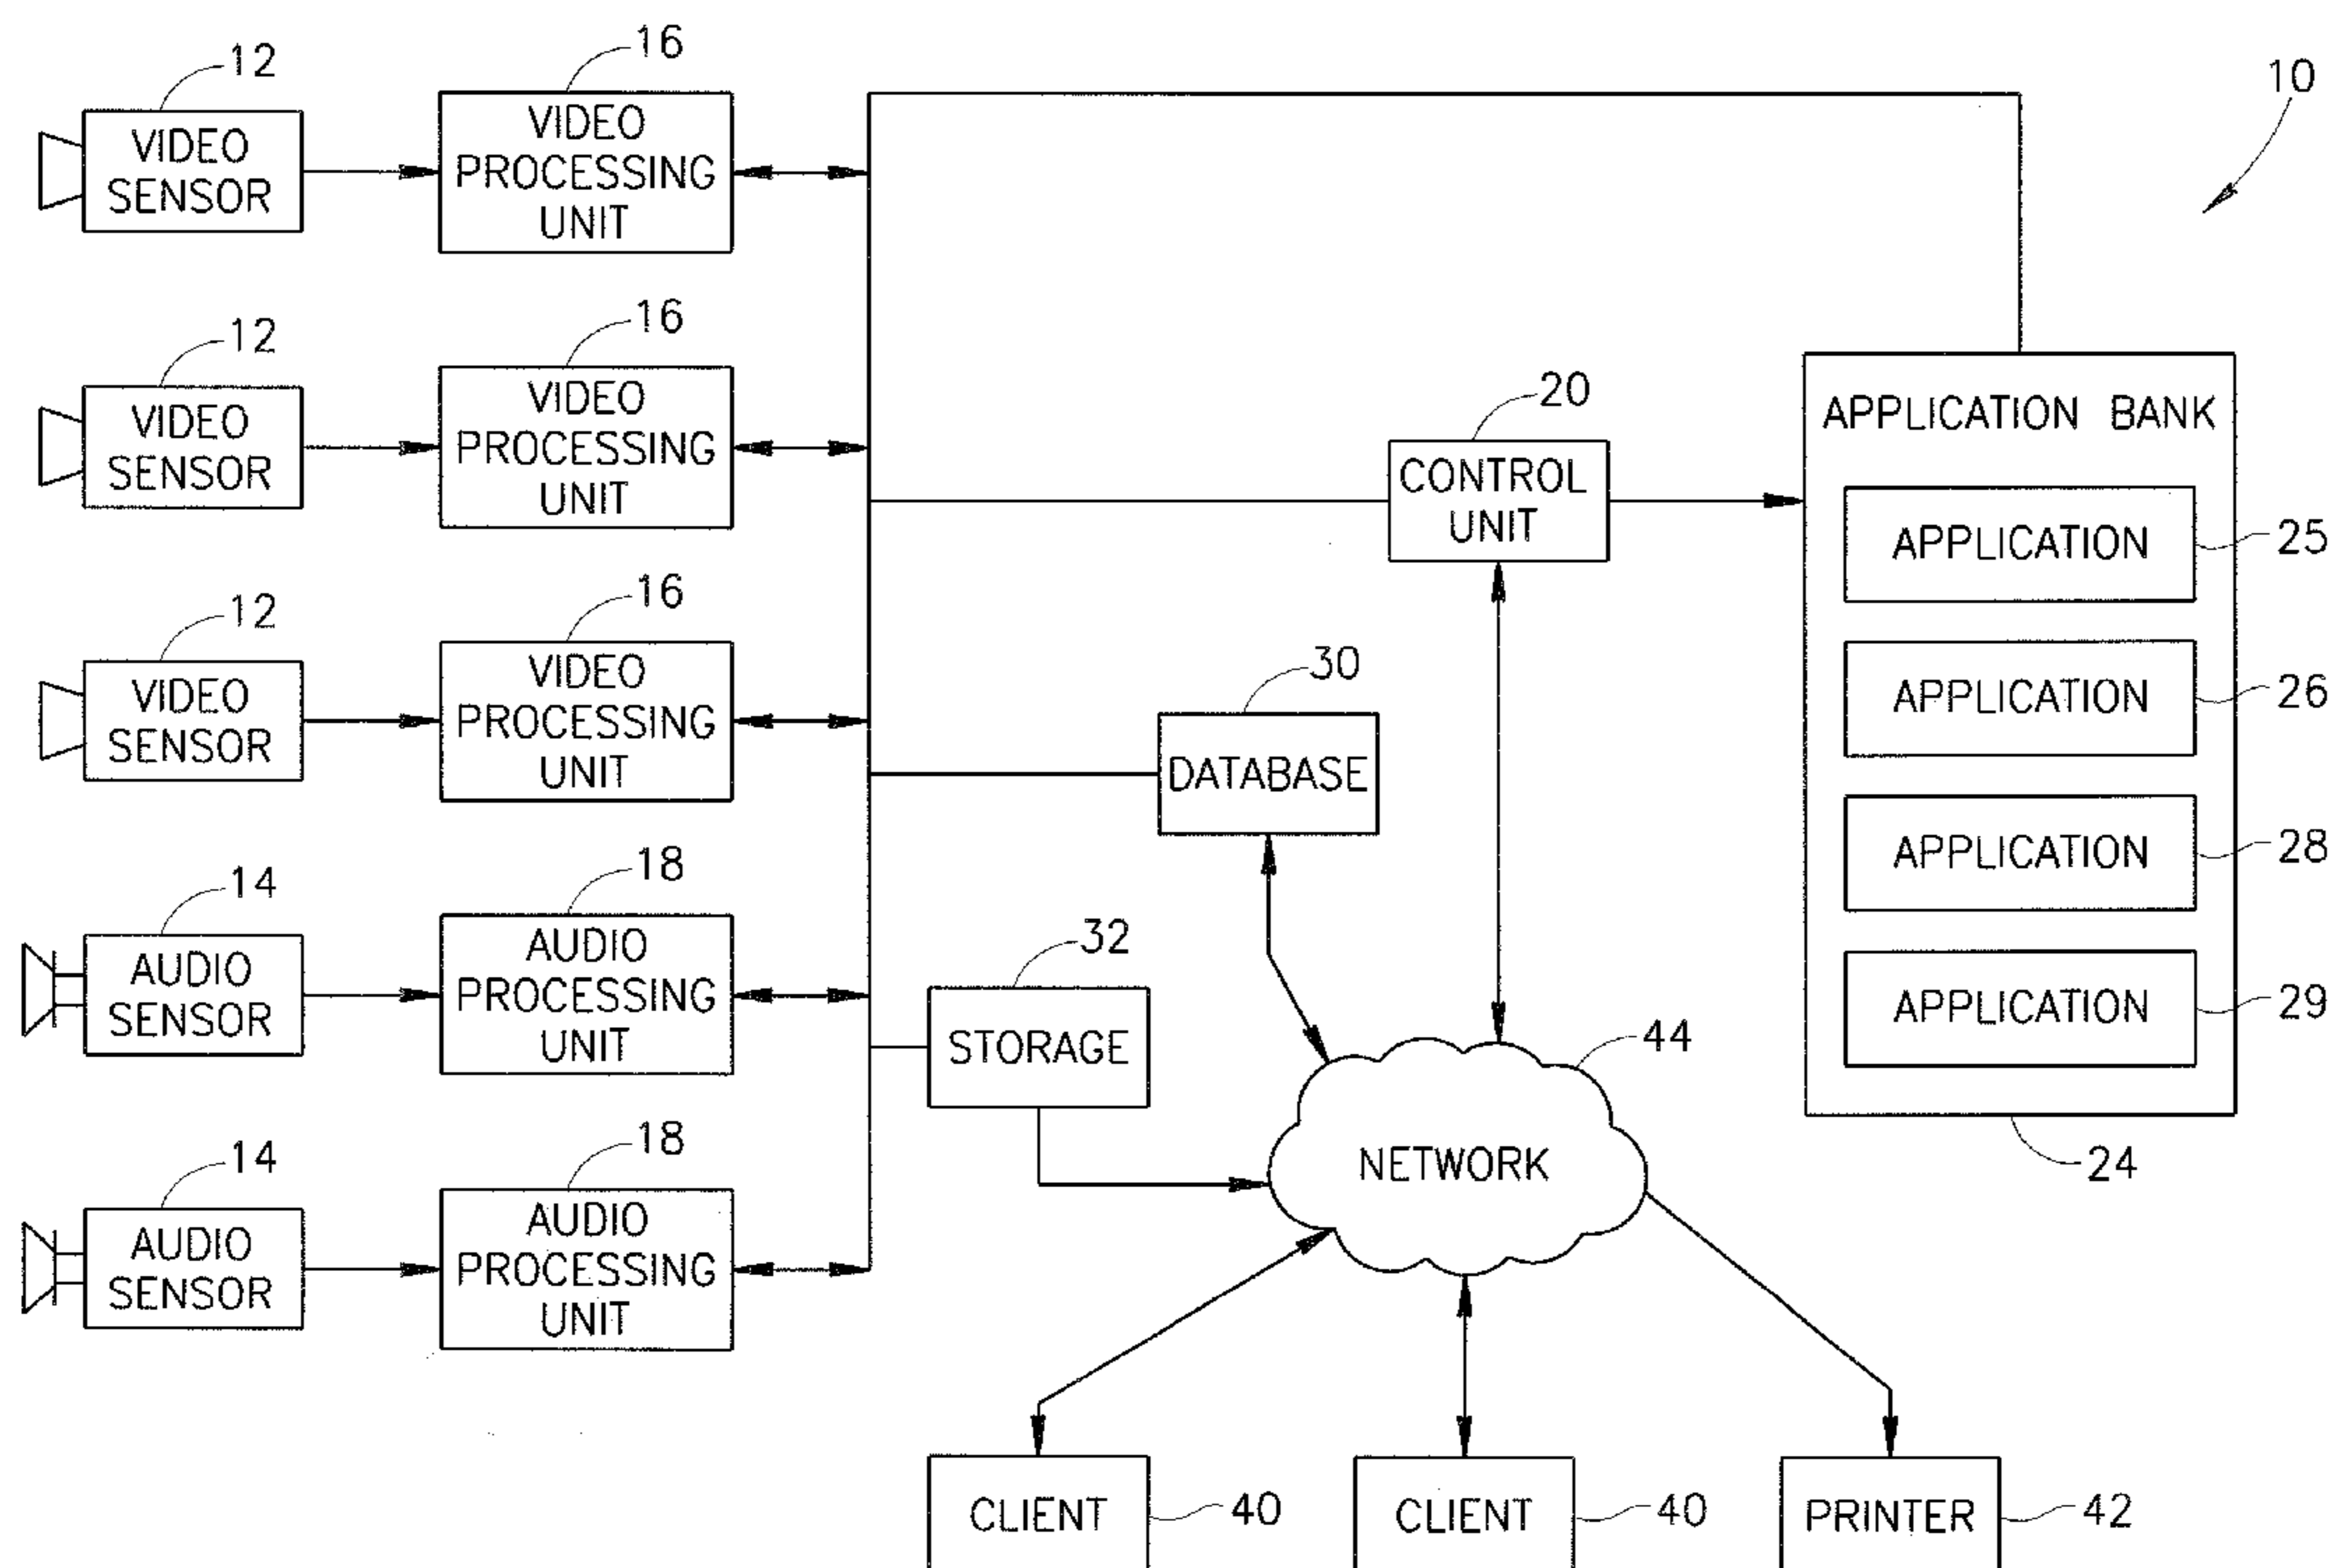 12
VIDEO
SENSOR
16
VIDEO
PROCESSING
UNIT
10
12
VIDEO
SENSOR
16
VIDEO
PROCESSING
UNIT
12
VIDEO
SENSOR
16
VIDEO
PROCESSING
UNIT
14
AUDIO
SENSOR
18
AUDIO
PROCESSING
UNIT
14
AUDIO
SENSOR
18
AUDIO
PROCESSING
UNIT
20
CONTROL
UNIT
30
DATABASE
32
STORAGE
44
NETWORK
APPLICATION BANK
APPLICATION
25
APPLICATION
26
APPLICATION
28
APPLICATION
29
24
CLIENT
40
CLIENT
40
PRINTER
42